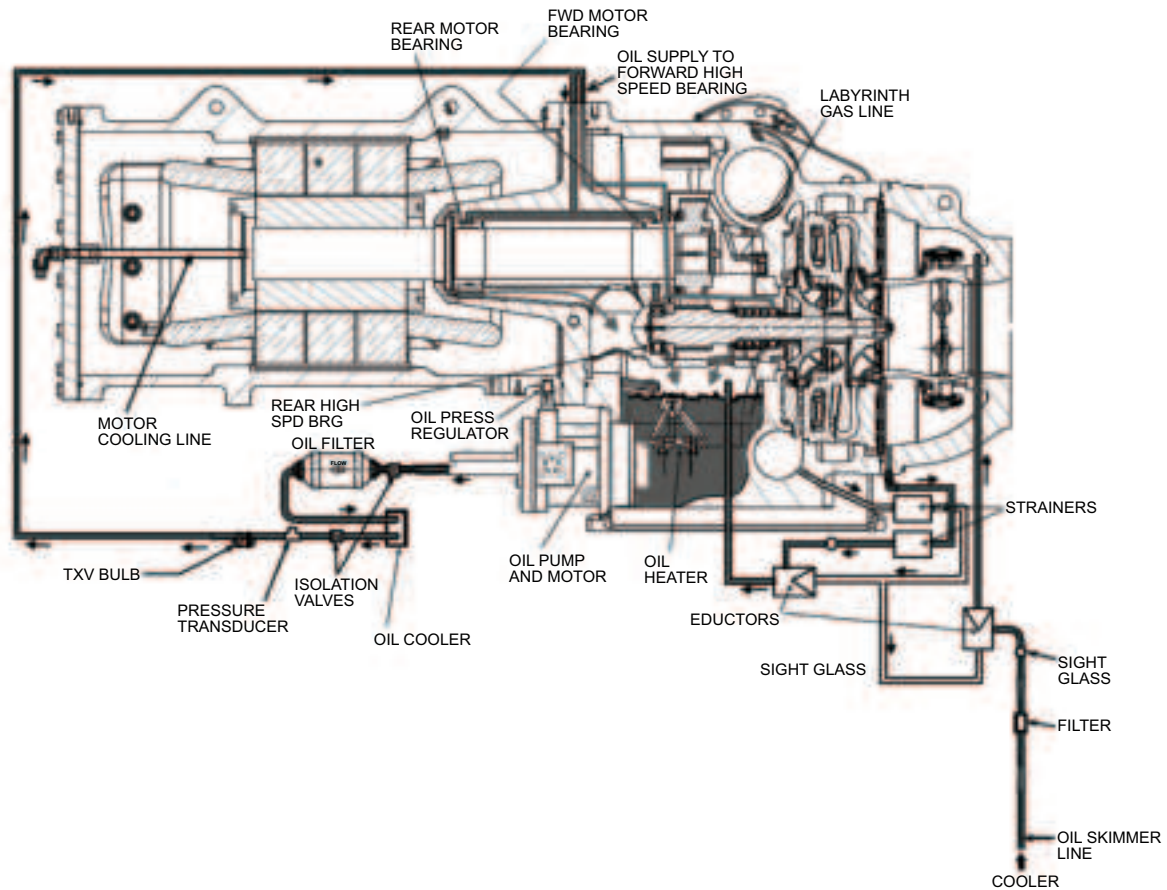 FWD MOTOR
BEARING
REAR MOTOR
BEARING
OIL SUPPLY TO
FORWARD HIGH
SPEED BEARING
LABYRINTH
GAS LINE
MOTOR
COOLING LINE
REAR HIGH
SPD BRG
OIL PRESS
REGULATOR
OIL FILTER
FLOW
STRAINERS
TXV BULB
PRESSURE
TRANSDUCER
ISOLATION
VALVES
OIL COOLER
OIL PUMP
AND MOTOR
OIL
HEATER
EDUCTORS
SIGHT GLASS
SIGHT
GLASS
FILTER
OIL SKIMMER
LINE
COOLER